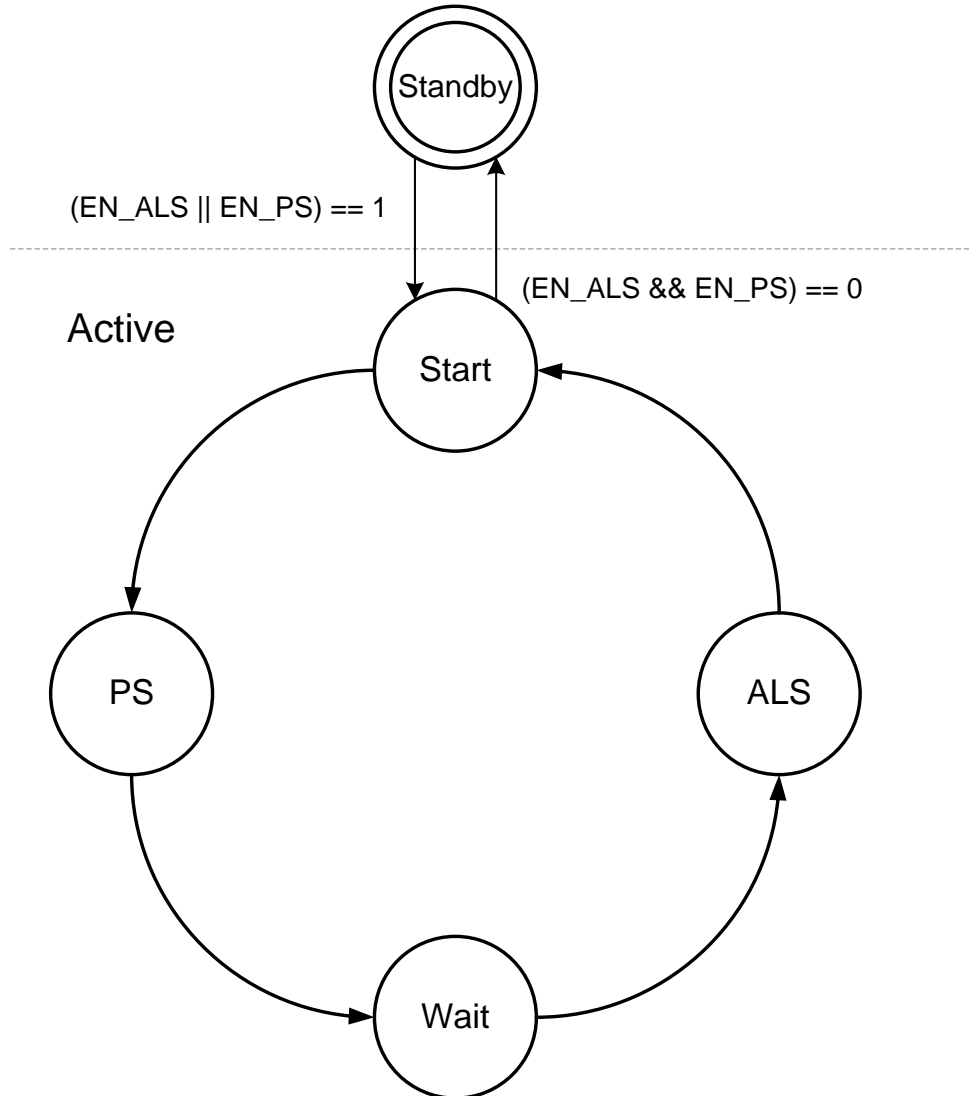 Standby
(EN_ALS || EN_PS) == 1
(EN_ALS && EN_PS) == 0
Active
Start
PS
ALS
Wait